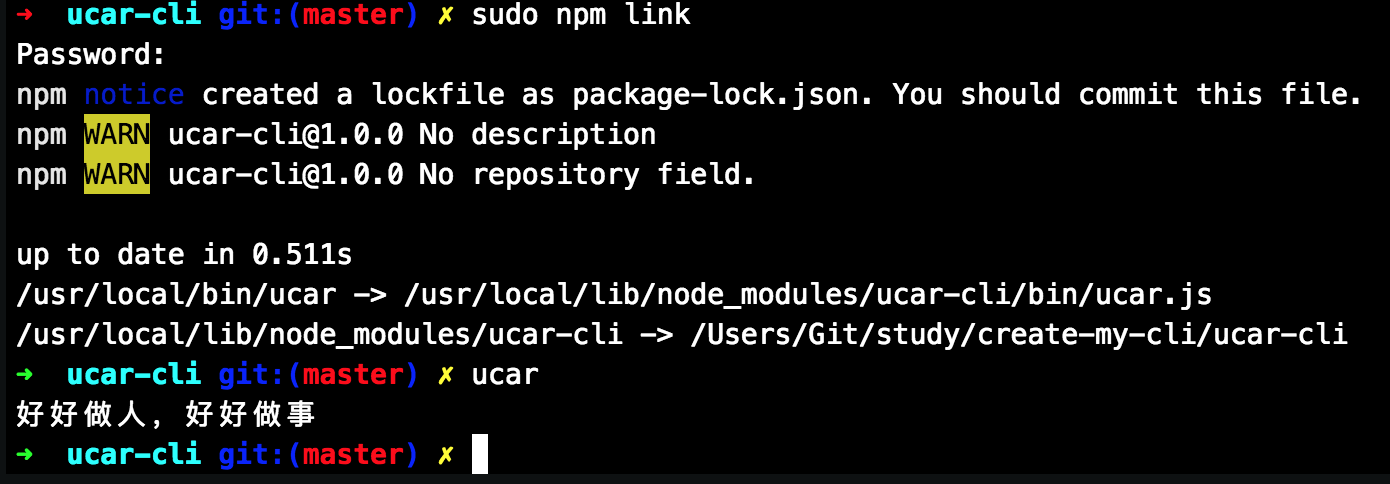 ➜ ucar-cli git:(master) ✗ sudo npm link
Password:
npm notice created a lockfile as package-lock.json. You should commit this file.
npm WARN ucar-cli@1.0.0 No description
npm WARN ucar-cli@1.0.0 No repository field.
up to date in 0.511s
/usr/local/bin/ucar -> /usr/local/lib/node_modules/ucar-cli/bin/ucar.js
/usr/local/lib/node_modules/ucar-cli -> /Users/Git/study/create-my-cli/ucar-cli
➜ ucar-cli git:(master) ✗ ucar
好好做人，好好做事
➜ ucar-cli git:(master) ✗